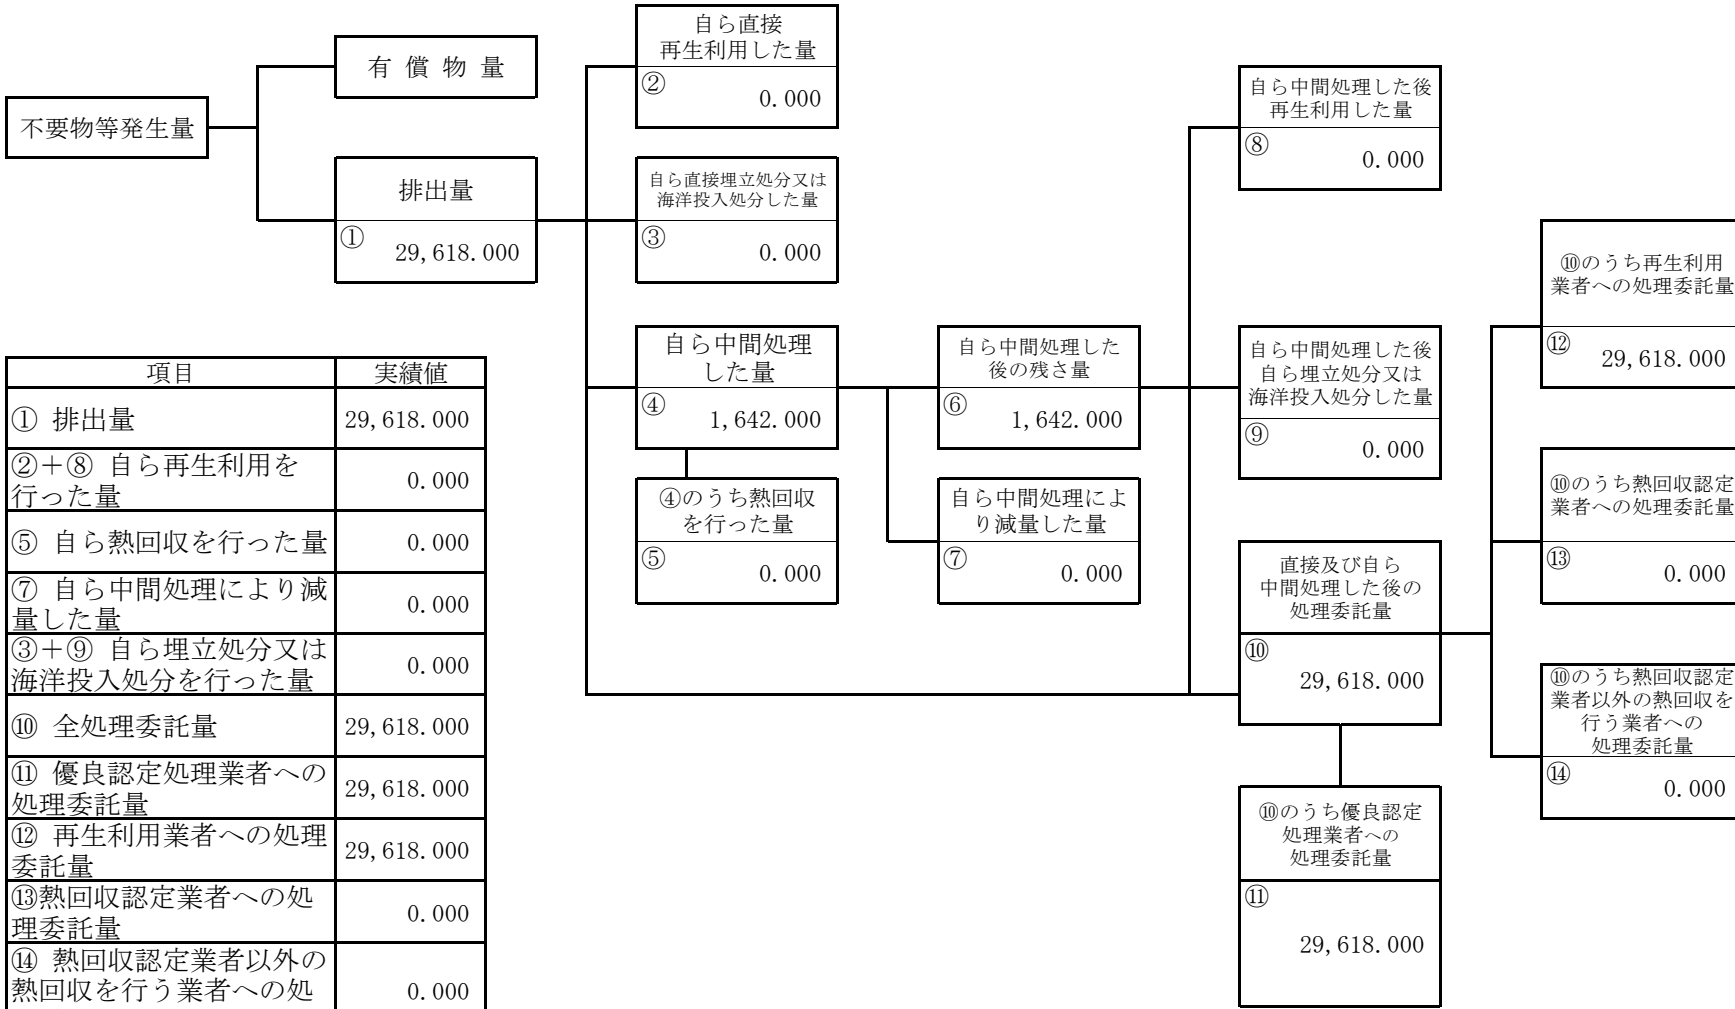 不要物等発生量
有 償 物 量
排出量
①
29,618.000
自ら直接
再生利用した量
②
0.000
自ら直接埋立処分又は
海洋投入処分した量
③
0.000
自ら中間処理
した量
④
1,642.000
④のうち熱回収
を行った量
⑤
0.000
自ら中間処理した
後の残さ量
⑥
1,642.000
自ら中間処理によ
り減量した量
⑦
0.000
自ら中間処理した後
再生利用した量
⑧
0.000
自ら中間処理した後
自ら埋立処分又は
海洋投入処分した量
⑨
0.000
直接及び自ら
中間処理した後の
処理委託量
⑩
29,618.000
⑩のうち優良認定
処理業者への
処理委託量
⑪
29,618.000
⑩のうち再生利用
業者への処理委託量
⑫
29,618.000
⑩のうち熱回収認定
業者への処理委託量
⑬
0.000
⑩のうち熱回収認定
業者以外の熱回収を
行う業者への
処理委託量
⑭
0.000
項目 実績値
① 排出量 29,618.000
②+⑧ 自ら再生利用を
行った量 0.000
⑤ 自ら熱回収を行った量 0.000
⑦ 自ら中間処理により減
量した量 0.000
③+⑨ 自ら埋立処分又は
海洋投入処分を行った量 0.000
⑩ 全処理委託量 29,618.000
⑪ 優良認定処理業者への
処理委託量 29,618.000
⑫ 再生利用業者への処理
委託量 29,618.000
⑬熱回収認定業者への処
理委託量 0.000
⑭ 熱回収認定業者以外の
熱回収を行う業者への処 0.000